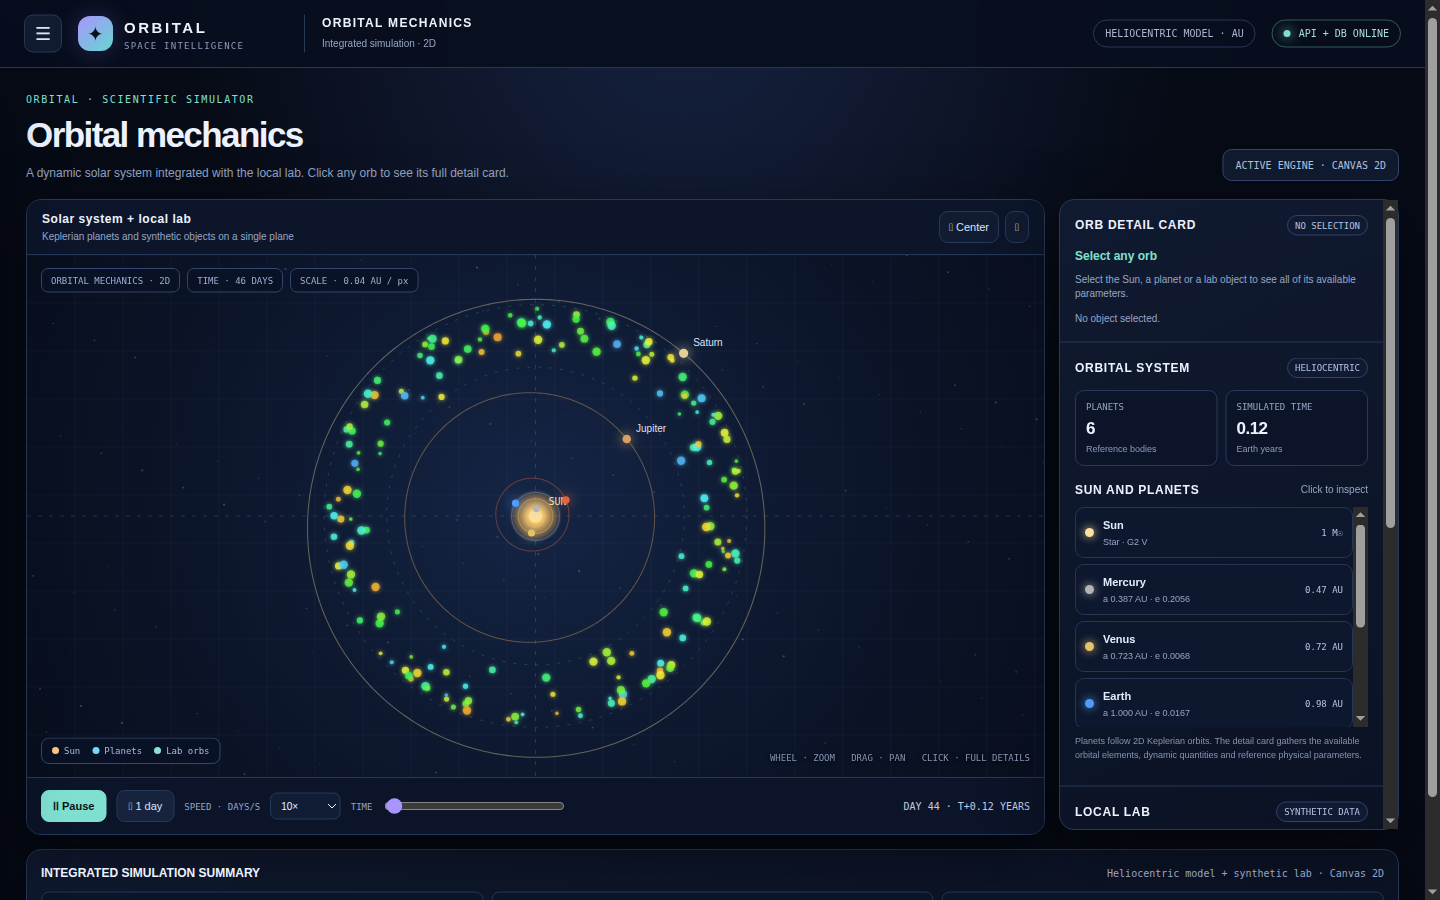 ☰
✦
ORBITAL
SPACE INTELLIGENCE
ORBITAL MECHANICS
Integrated simulation · 2D
HELIOCENTRIC MODEL · AU
API + DB ONLINE
ORBITAL · SCIENTIFIC SIMULATOR
Orbital mechanics
A dynamic solar system integrated with the local lab. Click any orb to see its full detail card.
ACTIVE ENGINE · CANVAS 2D
Solar system + local lab
Keplerian planets and synthetic objects on a single plane
Center
ORBITAL MECHANICS · 2D
TIME · 46 DAYS
SCALE · 0.04 AU / px
Saturn
Jupiter
SUN
Sun
Planets
Lab orbs
WHEEL · ZOOM
DRAG · PAN
CLICK · FULL DETAILS
II Pause
1 day
SPEED · DAYS/S
10×
TIME
DAY 44 · T+0.12 YEARS
ORB DETAIL CARD
NO SELECTION
Select any orb
Select the Sun, a planet or a lab object to see all of its available
parameters.
No object selected.
ORBITAL SYSTEM
HELIOCENTRIC
PLANETS
6
Reference bodies
SIMULATED TIME
0.12
Earth years
SUN AND PLANETS
Click to inspect
Sun
Star · G2 V
1 M☉
Mercury
a 0.387 AU · e 0.2056
0.47 AU
Venus
a 0.723 AU · e 0.0068
0.72 AU
Earth
a 1.000 AU · e 0.0167
0.98 AU
Planets follow 2D Keplerian orbits. The detail card gathers the available
orbital elements, dynamic quantities and reference physical parameters.
LOCAL LAB
SYNTHETIC DATA
INTEGRATED SIMULATION SUMMARY
Heliocentric model + synthetic lab · Canvas 2D